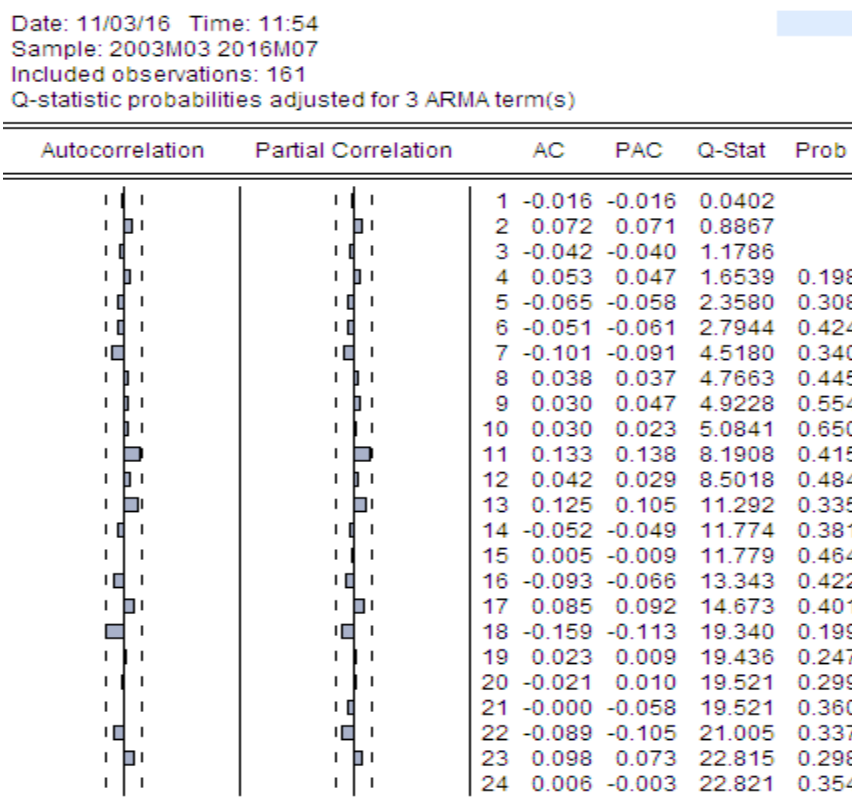 Date: 11/03/16 Time: 11:54
Sample: 2003M03 2016M07
Included observations: 161
Q-statistic probabilities adjusted for 3 ARMA term(s)
Autocorrelation Partial Correlation AC PAC Q-Stat Prob
1 -0.016 -0.016 0.0402
2 0.072 0.071 0.8867
3 -0.042 -0.040 1.1786
4 0.053 0.047 1.6539 0.198
5 -0.065 -0.058 2.3580 0.308
6 -0.051 -0.061 2.7944 0.424
7 -0.101 -0.091 4.5180 0.340
8 0.038 0.037 4.7663 0.445
9 0.030 0.047 4.9228 0.554
10 0.030 0.023 5.0841 0.650
11 0.133 0.138 8.1908 0.415
12 0.042 0.029 8.5018 0.484
13 0.125 0.105 11.292 0.335
14 -0.052 -0.049 11.774 0.381
15 0.005 -0.009 11.779 0.464
16 -0.093 -0.066 13.343 0.422
17 0.085 0.092 14.673 0.401
18 -0.159 -0.113 19.340 0.199
19 0.023 0.009 19.436 0.247
20 -0.021 0.010 19.521 0.299
21 -0.000 -0.058 19.521 0.360
22 -0.089 -0.105 21.005 0.337
23 0.098 0.073 22.815 0.298
24 0.006 -0.003 22.821 0.354